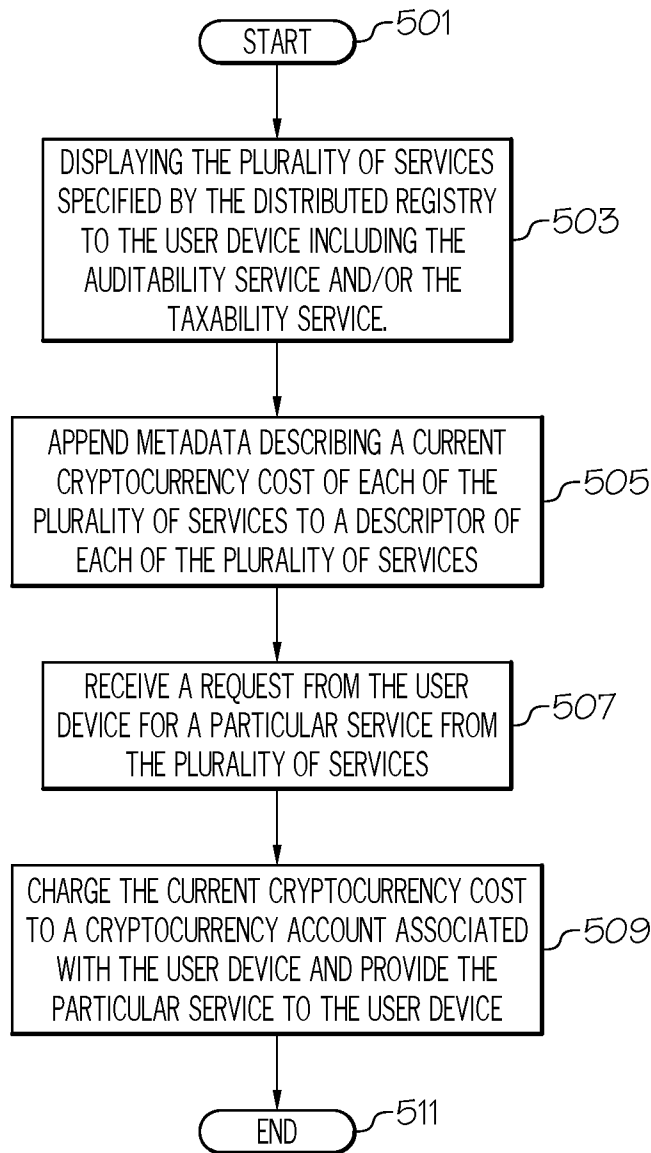 START
501
DISPLAYING THE PLURALITY OF SERVICES
SPECIFIED BY THE DISTRIBUTED REGISTRY
TO THE USER DEVICE INCLUDING THE
AUDITABILITY SERVICE AND/OR THE
TAXABILITY SERVICE.
503
APPEND METADATA DESCRIBING A CURRENT
CRYPTOCURRENCY COST OF EACH OF THE
PLURALITY OF SERVICES TO A DESCRIPTOR OF
EACH OF THE PLURALITY OF SERVICES
505
RECEIVE A REQUEST FROM THE USER
DEVICE FOR A PARTICULAR SERVICE FROM
THE PLURALITY OF SERVICES
507
CHARGE THE CURRENT CRYPTOCURRENCY COST
TO A CRYPTOCURRENCY ACCOUNT ASSOCIATED
WITH THE USER DEVICE AND PROVIDE THE
PARTICULAR SERVICE TO THE USER DEVICE
509
END
511